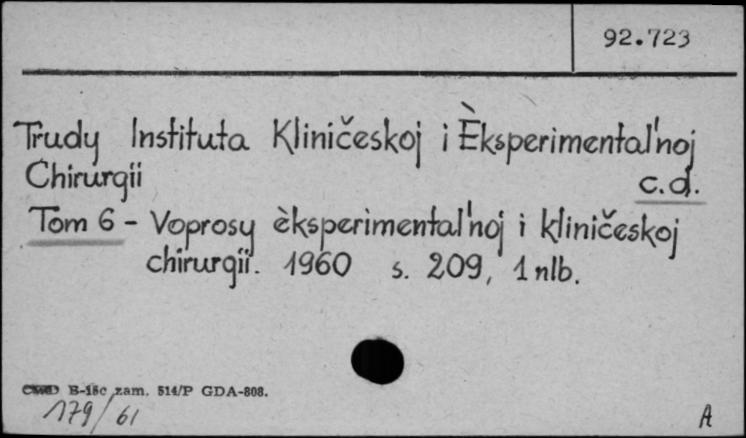 92.723
Trudy Instituta Kliničeskoj i Èksperimental'noj
Chirurgii c.d.
Tom 6 - Voprosy èksperimental'noj i kliničeskoj
chirurgii. 1960 s. 209, 1 nlb.
B-18c zam. 514/P GDA-808.
179/61
A